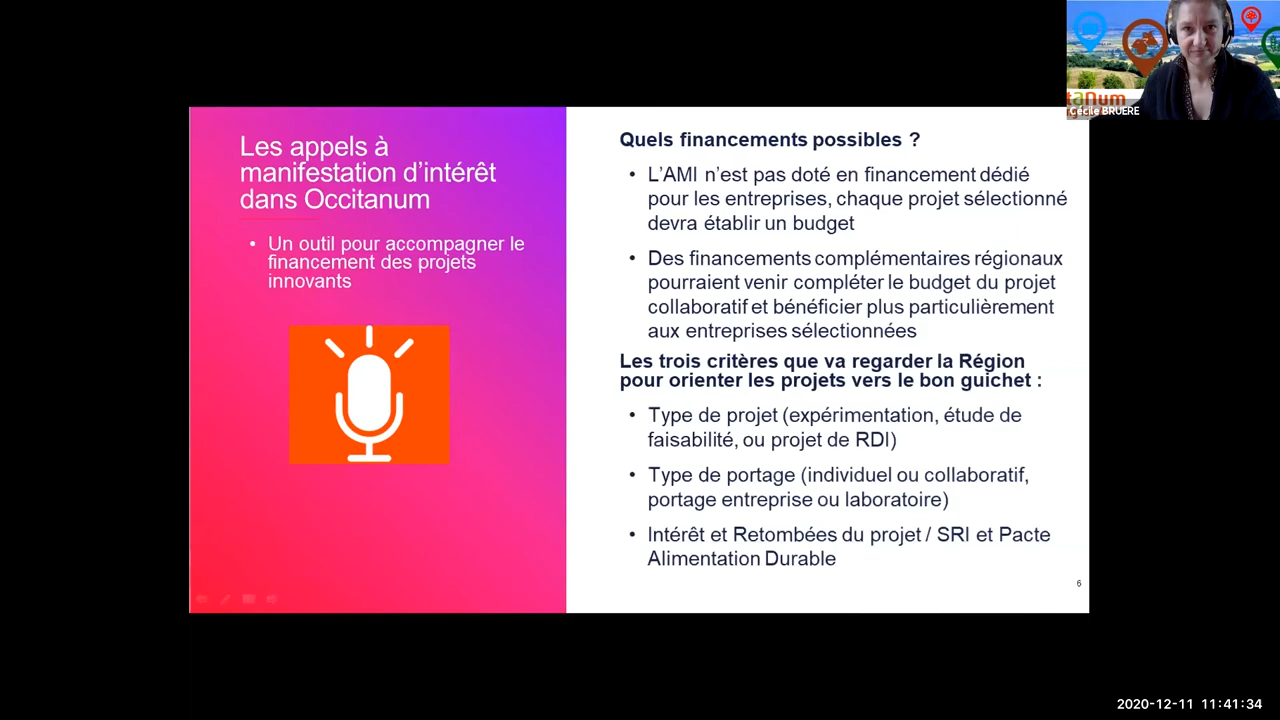 Les appels à
manifestation d'intérêt
dans Occitanum
• Un outil pour accompagner le
financement des projets
innovants
Quels financements possibles ?
• L'AMI n'est pas doté en financement dédié
pour les entreprises, chaque projet sélectionné
devra établir un budget
• Des financements complémentaires régionaux
pourraient venir compléter le budget du projet
collaboratif et bénéficier plus particulièrement
aux entreprises sélectionnées
Les trois critères que va regarder la Région
pour orienter les projets vers le bon guichet :
• Type de projet (expérimentation, étude de
faisabilité, ou projet de RDI)
• Type de portage (individuel ou collaboratif,
portage entreprise ou laboratoire)
• Intérêt et Retombées du projet / SRI et Pacte
Alimentation Durable
6
tanum
Cécile BRUERE
2020-12-11 11:41:34